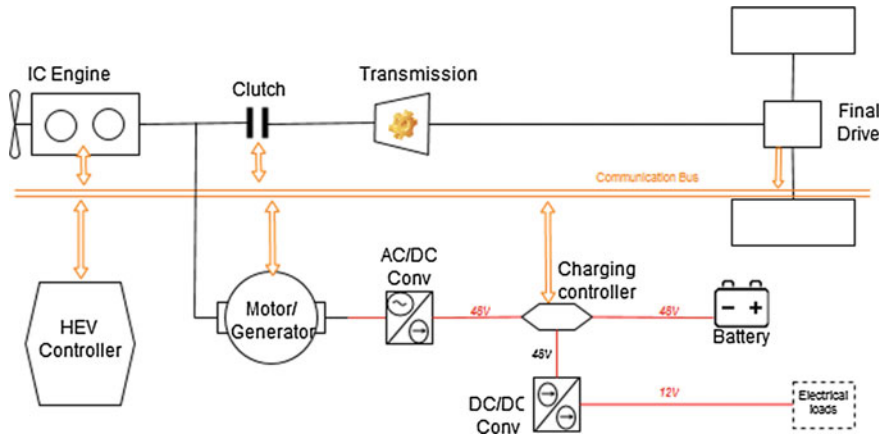 IC Engine
Clutch
Transmission
Final
Drive
Communication Bus
HEV
Controller
Motor/
Generator
AC/DC
Conv
48V
Charging
controller
48V
Battery
48V
DC/DC
Conv
12V
Electrical
loads